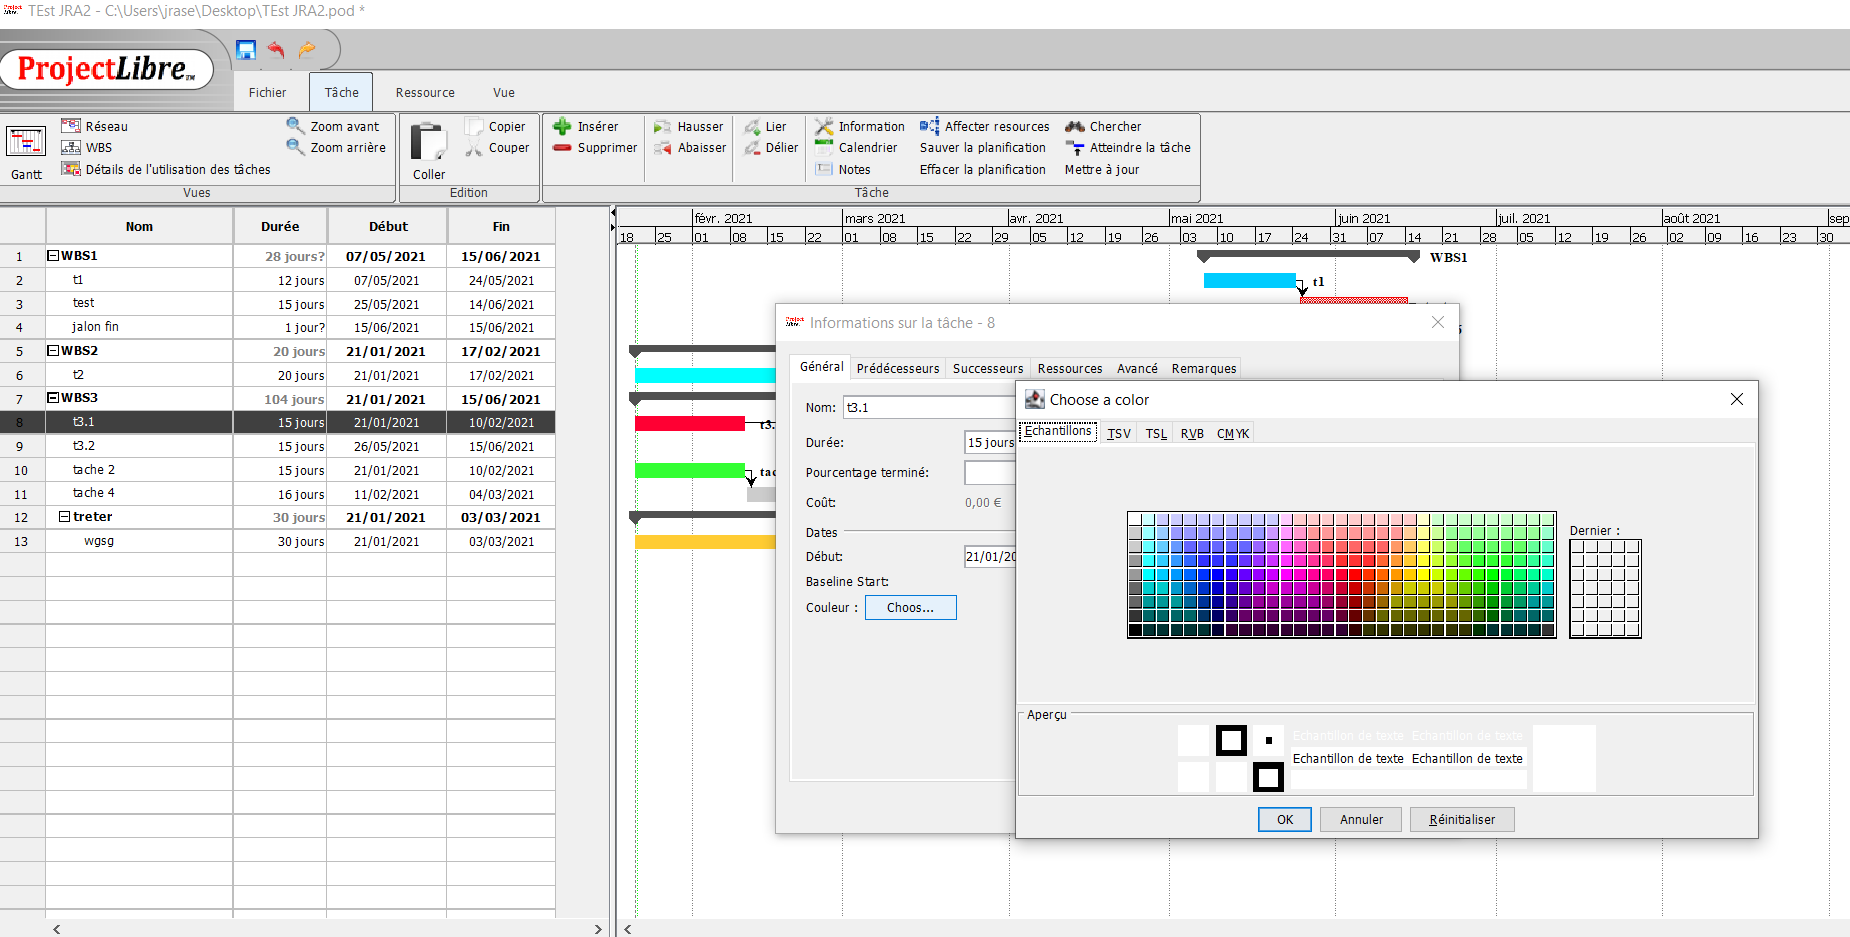 Project Libre. TEst JRA2 - C:\Users\jrase\Desktop\TEst JRA2.pod *
ProjectLibre TM
Fichier Tâche Ressource Vue
Réseau Zoom avant Copier Insérer Hausser Lier Information Affecter resources Chercher
WBS Zoom arrière Couper Supprimer Abaisser Délier Calendrier Sauver la planification Atteindre la tâche
Gantt Détails de l'utilisation des tâches Coller Notes Effacer la planification Mettre à jour
Vues Edition Tâche
Nom Durée Début Fin
févr. 2021 mars 2021 avr. 2021 mai 2021 juin 2021 juil. 2021 août 2021 sep
18 25 01 08 15 22 01 08 15 22 29 05 12 19 26 03 10 17 24 31 07 14 21 28 05 12 19 26 02 09 16 23 30
1 WBS1 28 jours? 07/05/2021 15/06/2021 WBS1
2 t1 12 jours 07/05/2021 24/05/2021 t1
3 test 15 jours 25/05/2021 14/06/2021
4 jalon fin 1 jour? 15/06/2021 15/06/2021
5 WBS2 20 jours 21/01/2021 17/02/2021
6 t2 20 jours 21/01/2021 17/02/2021
7 WBS3 104 jours 21/01/2021 15/06/2021
8 t3.1 15 jours 21/01/2021 10/02/2021 t3.
9 t3.2 15 jours 26/05/2021 15/06/2021
10 tache 2 15 jours 21/01/2021 10/02/2021 tac
11 tache 4 16 jours 11/02/2021 04/03/2021
12 treter 30 jours 21/01/2021 03/03/2021
13 wgsg 30 jours 21/01/2021 03/03/2021
Project Libre. Informations sur la tâche - 8
Général Prédécesseurs Successeurs Ressources Avancé Remarques
Nom: t3.1
Durée: 15 jours
Pourcentage terminé:
Coût: 0,00 €
Dates
Début: 21/01/20
Baseline Start:
Couleur : Choos...
Choose a color
Echantillons TSV TSL RVB CMYK
Dernier :
Aperçu
Echantillon de texte Echantillon de texte
Echantillon de texte Echantillon de texte
OK Annuler Réinitialiser